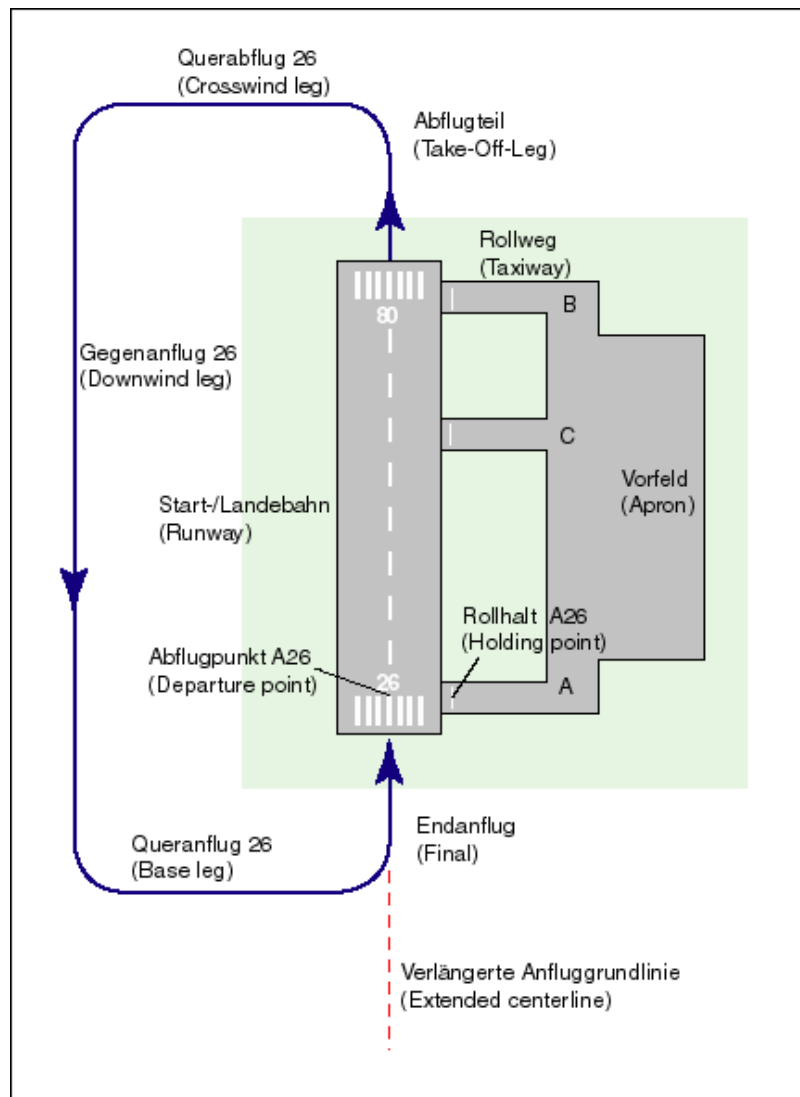 Querabflug 26
(Crosswind leg)
Abflugteil
(Take-Off-Leg)
Rollweg
(Taxiway)
B
80
Gegenanflug 26
(Downwind leg)
C
Vorfeld
(Apron)
Start-/Landebahn
(Runway)
Rollhalt A26
(Holding point)
Abflugpunkt A26
(Departure point)
26
A
Endanflug
(Final)
Queranflug 26
(Base leg)
Verlängerte Anfluggrundlinie
(Extended centerline)